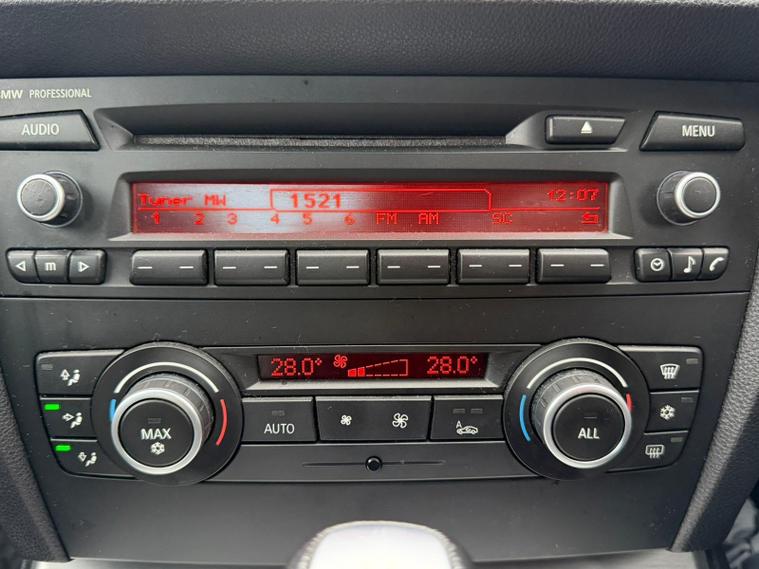 BMW PROFESSIONAL
AUDIO
MENU
Tuner MW 1521 12:07
1 2 3 4 5 6 FM AM SC
m
28.0° 28.0°
MAX
AUTO
A
ALL